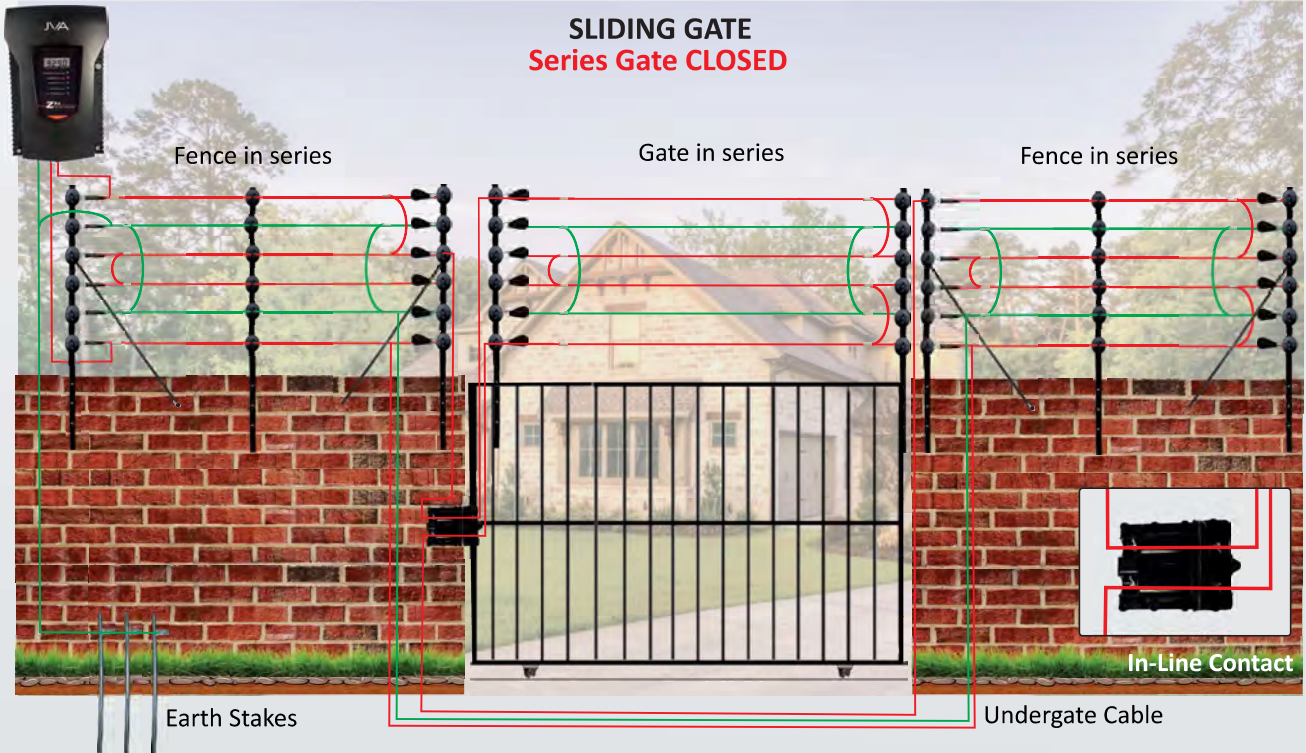 JVA
SLIDING GATE
Series Gate CLOSED
Fence in series
Gate in series
Fence in series
In-Line Contact
Earth Stakes
Undergate Cable